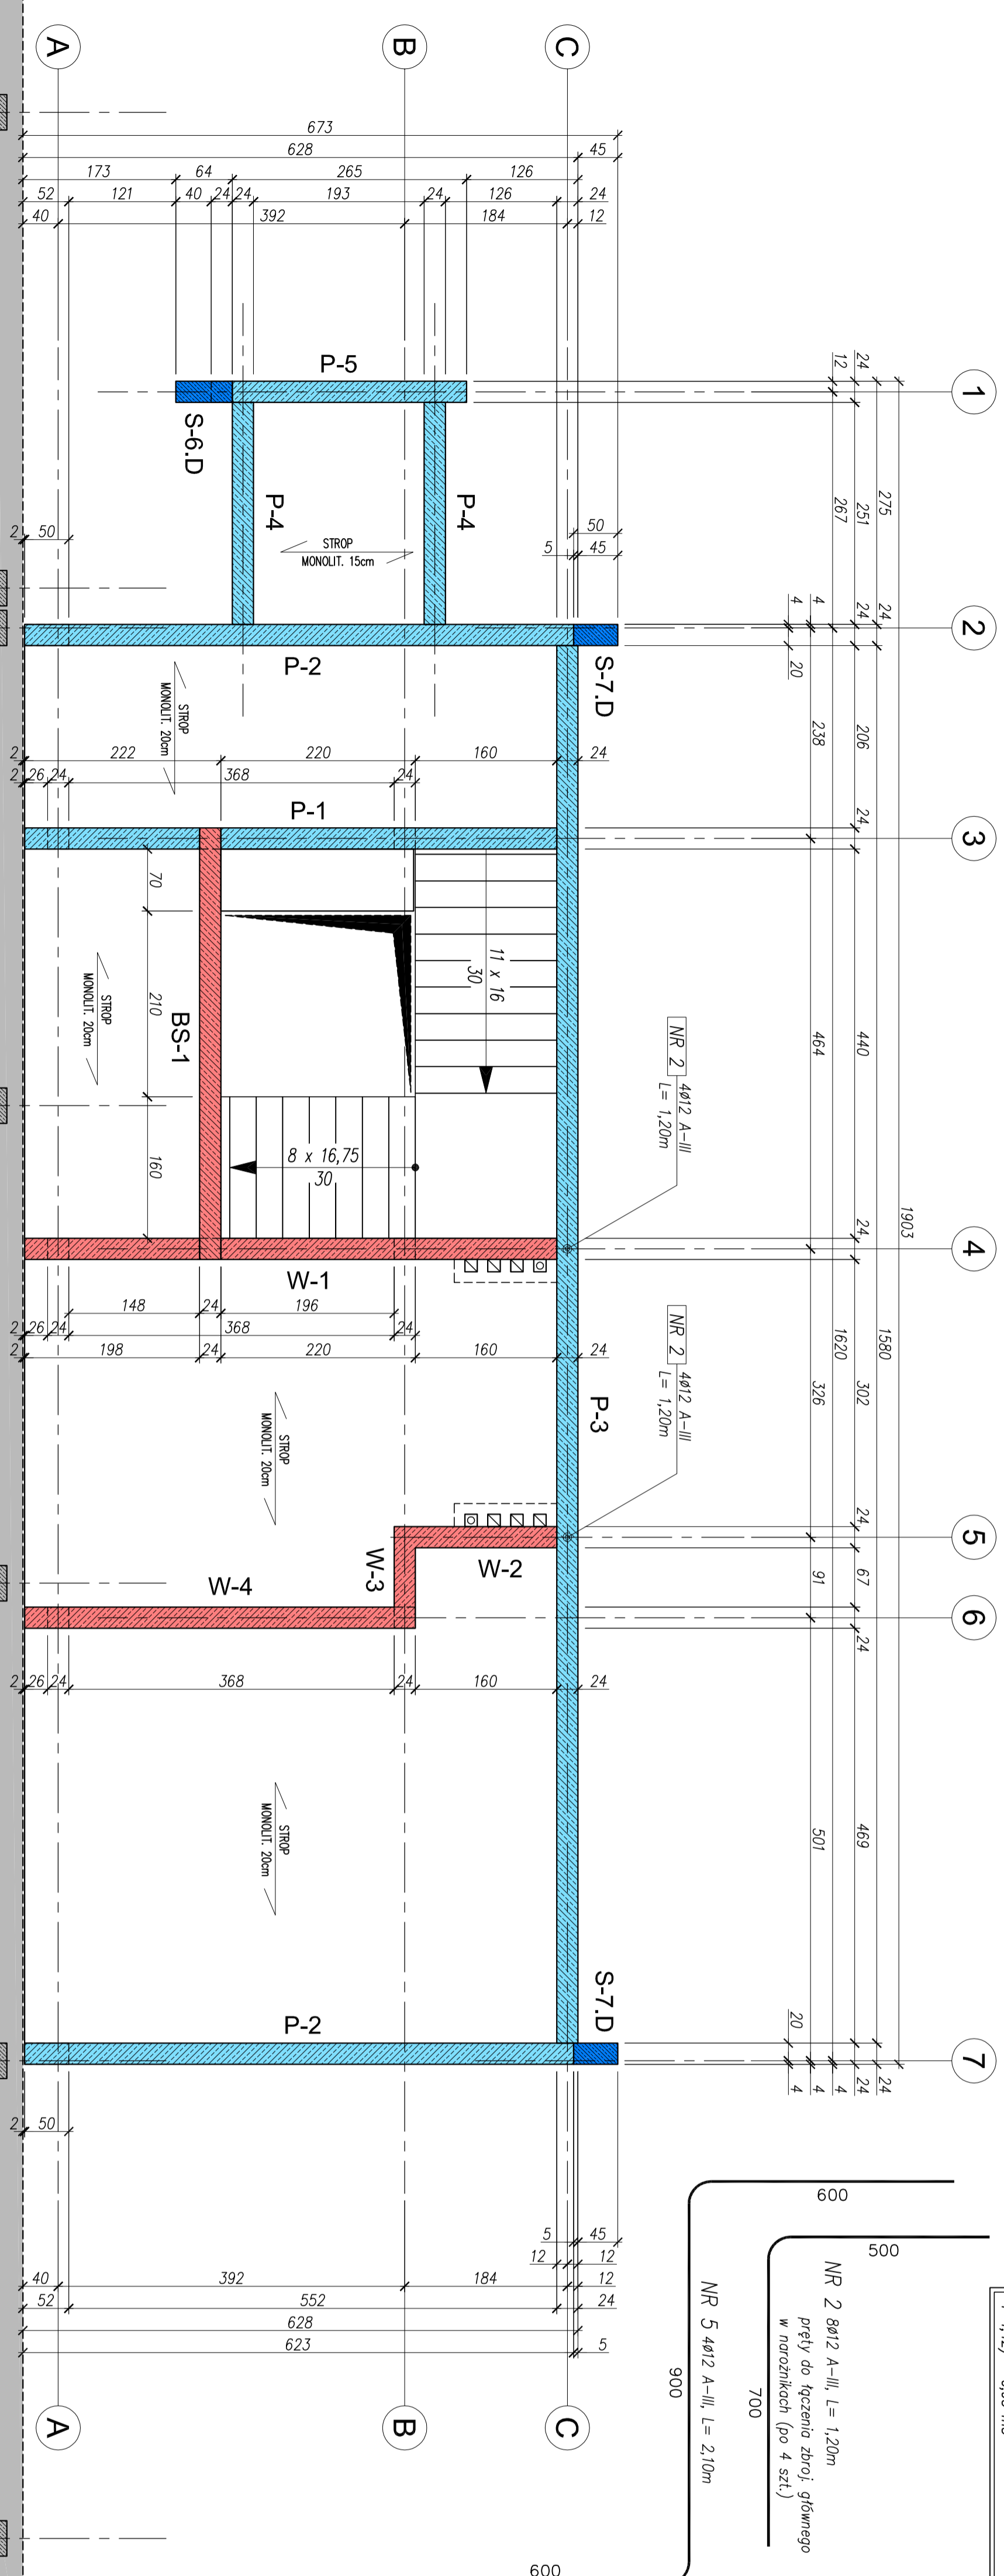 A
B
C
673
628
45
173
64
265
126
52
121
40
24
24
193
24
126
24
40
392
184
12
24
12
1
275
251
267
P-5
S-6.D
P-4
P-4
STROP
MONOLIT. 15cm
50
5
45
2
50
4
4
24
24
20
2
P-2
S-7.D
STROP
MONOLIT. 20cm
206
238
2
222
220
160
24
2
26
24
368
24
24
3
P-1
70
210
160
11 x 16
30
8 x 16,75
30
BS-1
STROP
MONOLIT. 20cm
NR 2
4ø12 A-III
L= 1,20m
440
464
1903
24
4
W-1
148
24
196
2
26
24
368
24
2
198
24
220
160
24
NR 2
4ø12 A-III
L= 1,20m
1580
1620
302
326
P-3
STROP
MONOLIT. 20cm
24
5
67
91
W-2
W-3
W-4
24
6
2
26
24
368
24
160
24
469
501
STROP
MONOLIT. 20cm
S-7.D
P-2
20
7
24
24
4
4
4
2
50
5
45
12
12
40
392
184
12
52
552
24
628
623
5
A
B
C
600
500
NR 2 8ø12 A-III, L= 1,20m
pręty do łączenia zbroj. głównego
w narożnikach (po 4 szt.)
700
NR 5 4ø12 A-III, L= 2,10m
900
600